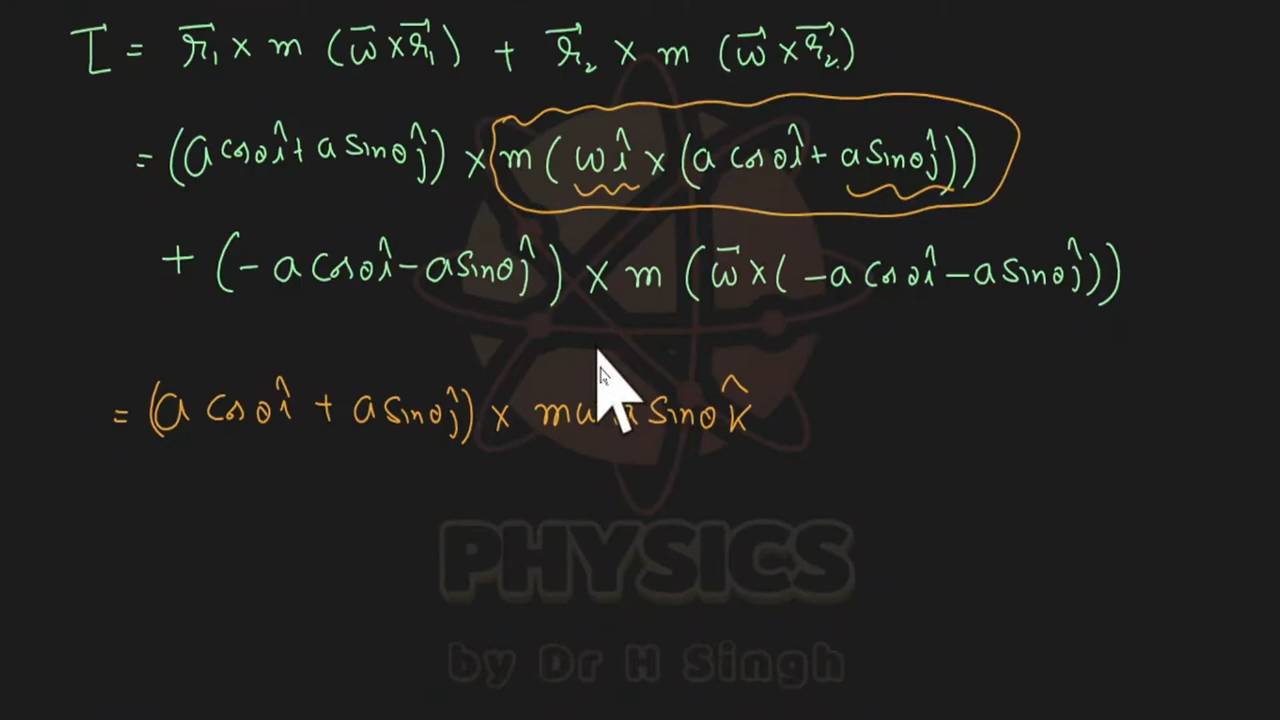 L = r⃗₁ × m (ω⃗ × r⃗₁) + r⃗₂ × m (ω⃗ × r⃗₂)
= (a cosθ î + a sinθ ĵ) × m (ω î × (a cosθ î + a sinθ ĵ))
+ (- a cosθ î - a sinθ ĵ) × m (ω⃗ × (- a cosθ î - a sinθ ĵ))
= (a cosθ î + a sinθ ĵ) × m sinθ k̂
PHYSICS
by Dr H Singh